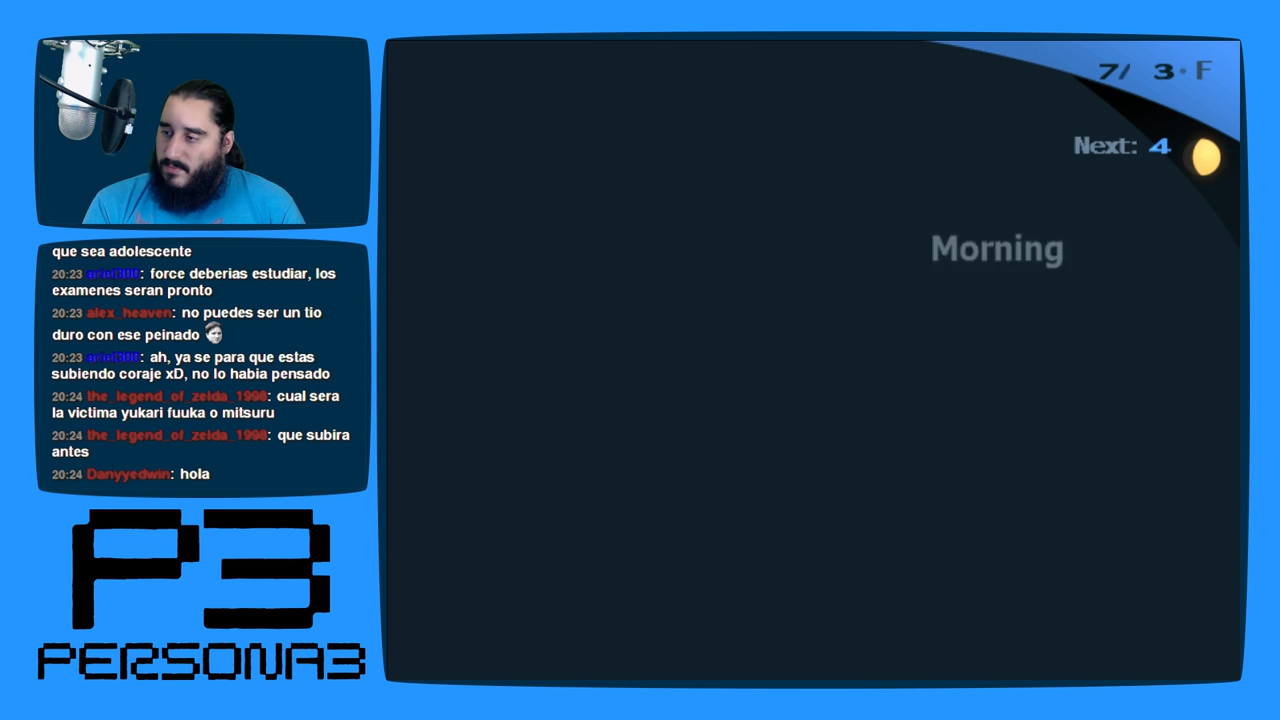 que sea adolescente
20:23 ariel300: force deberias estudiar, los
examenes seran pronto
20:23 alex_heaven: no puedes ser un tio
duro con ese peinado
20:23 ariel300: ah, ya se para que estas
subiendo coraje xD, no lo habia pensado
20:24 the_legend_of_zelda_1998: cual sera
la victima yukari fuuka o mitsuru
20:24 the_legend_of_zelda_1998: que subira
antes
20:24 Danyyedwin: hola
P3
PERSONA3
7/ 3·F
Next: 4
Morning